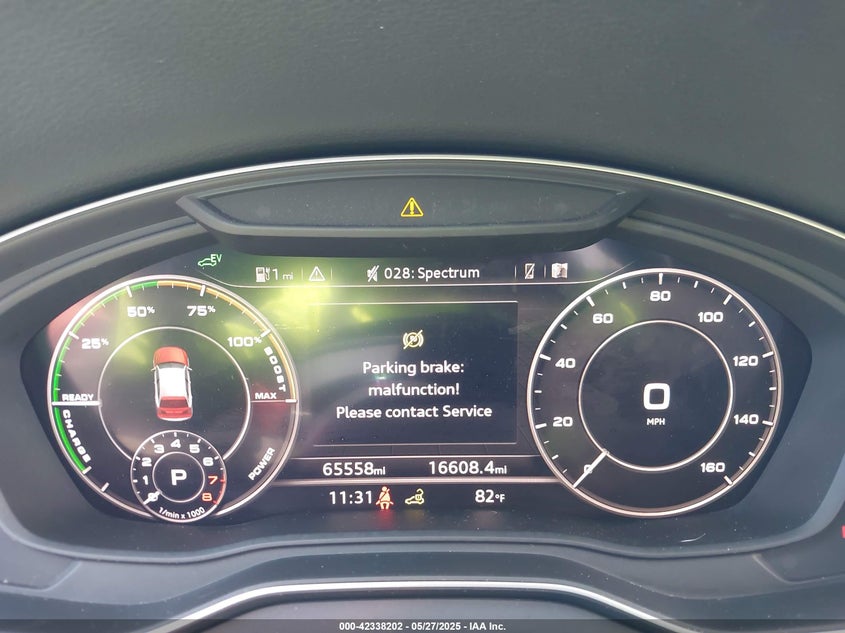 EV
1 mi
028: Spectrum
25%
50%
75%
100%
BOOST
READY
MAX
CHARGE
POWER
1
2
3
4
5
6
7
8
P
1/min x 1000
Parking brake:
malfunction!
Please contact Service
65558mi
16608.4mi
11:31
82°F
0
20
40
60
80
100
120
140
160
0
MPH
000-42338202 - 05/27/2025 - IAA Inc.